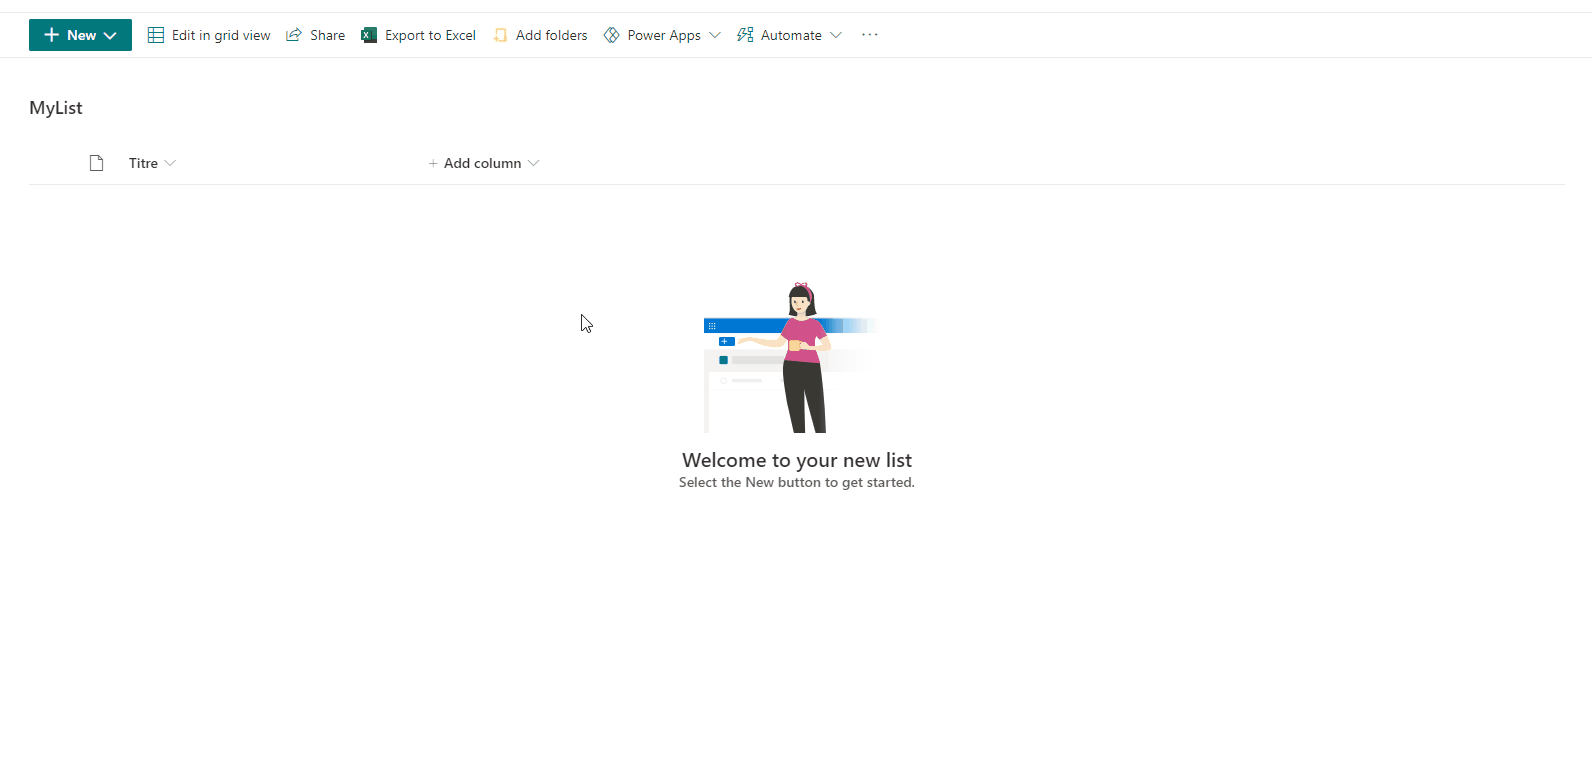 New Edit in grid view Share Export to Excel Add folders Power Apps Automate ...
MyList
Titre + Add column
Welcome to your new list
Select the New button to get started.